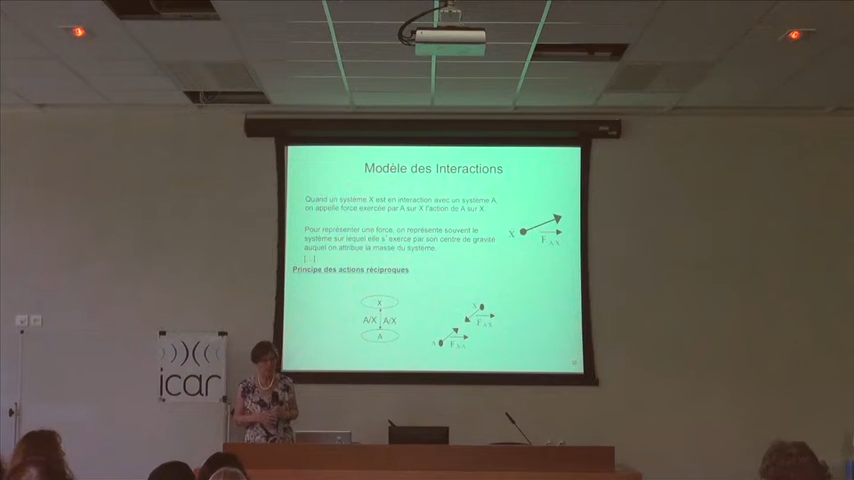 Modèle des Interactions
Quand un système X est en interaction avec un système A,
on appelle force exercée par A sur X l'action de A sur X.
Pour représenter une force, on représente souvent le
système sur lequel elle s'exerce par son centre de gravité
auquel on attribue la masse du système.
[...]
Principe des actions réciproques
X
F A/X
X
A/X A/X
A
X
F A/X
A
F X/A
icar